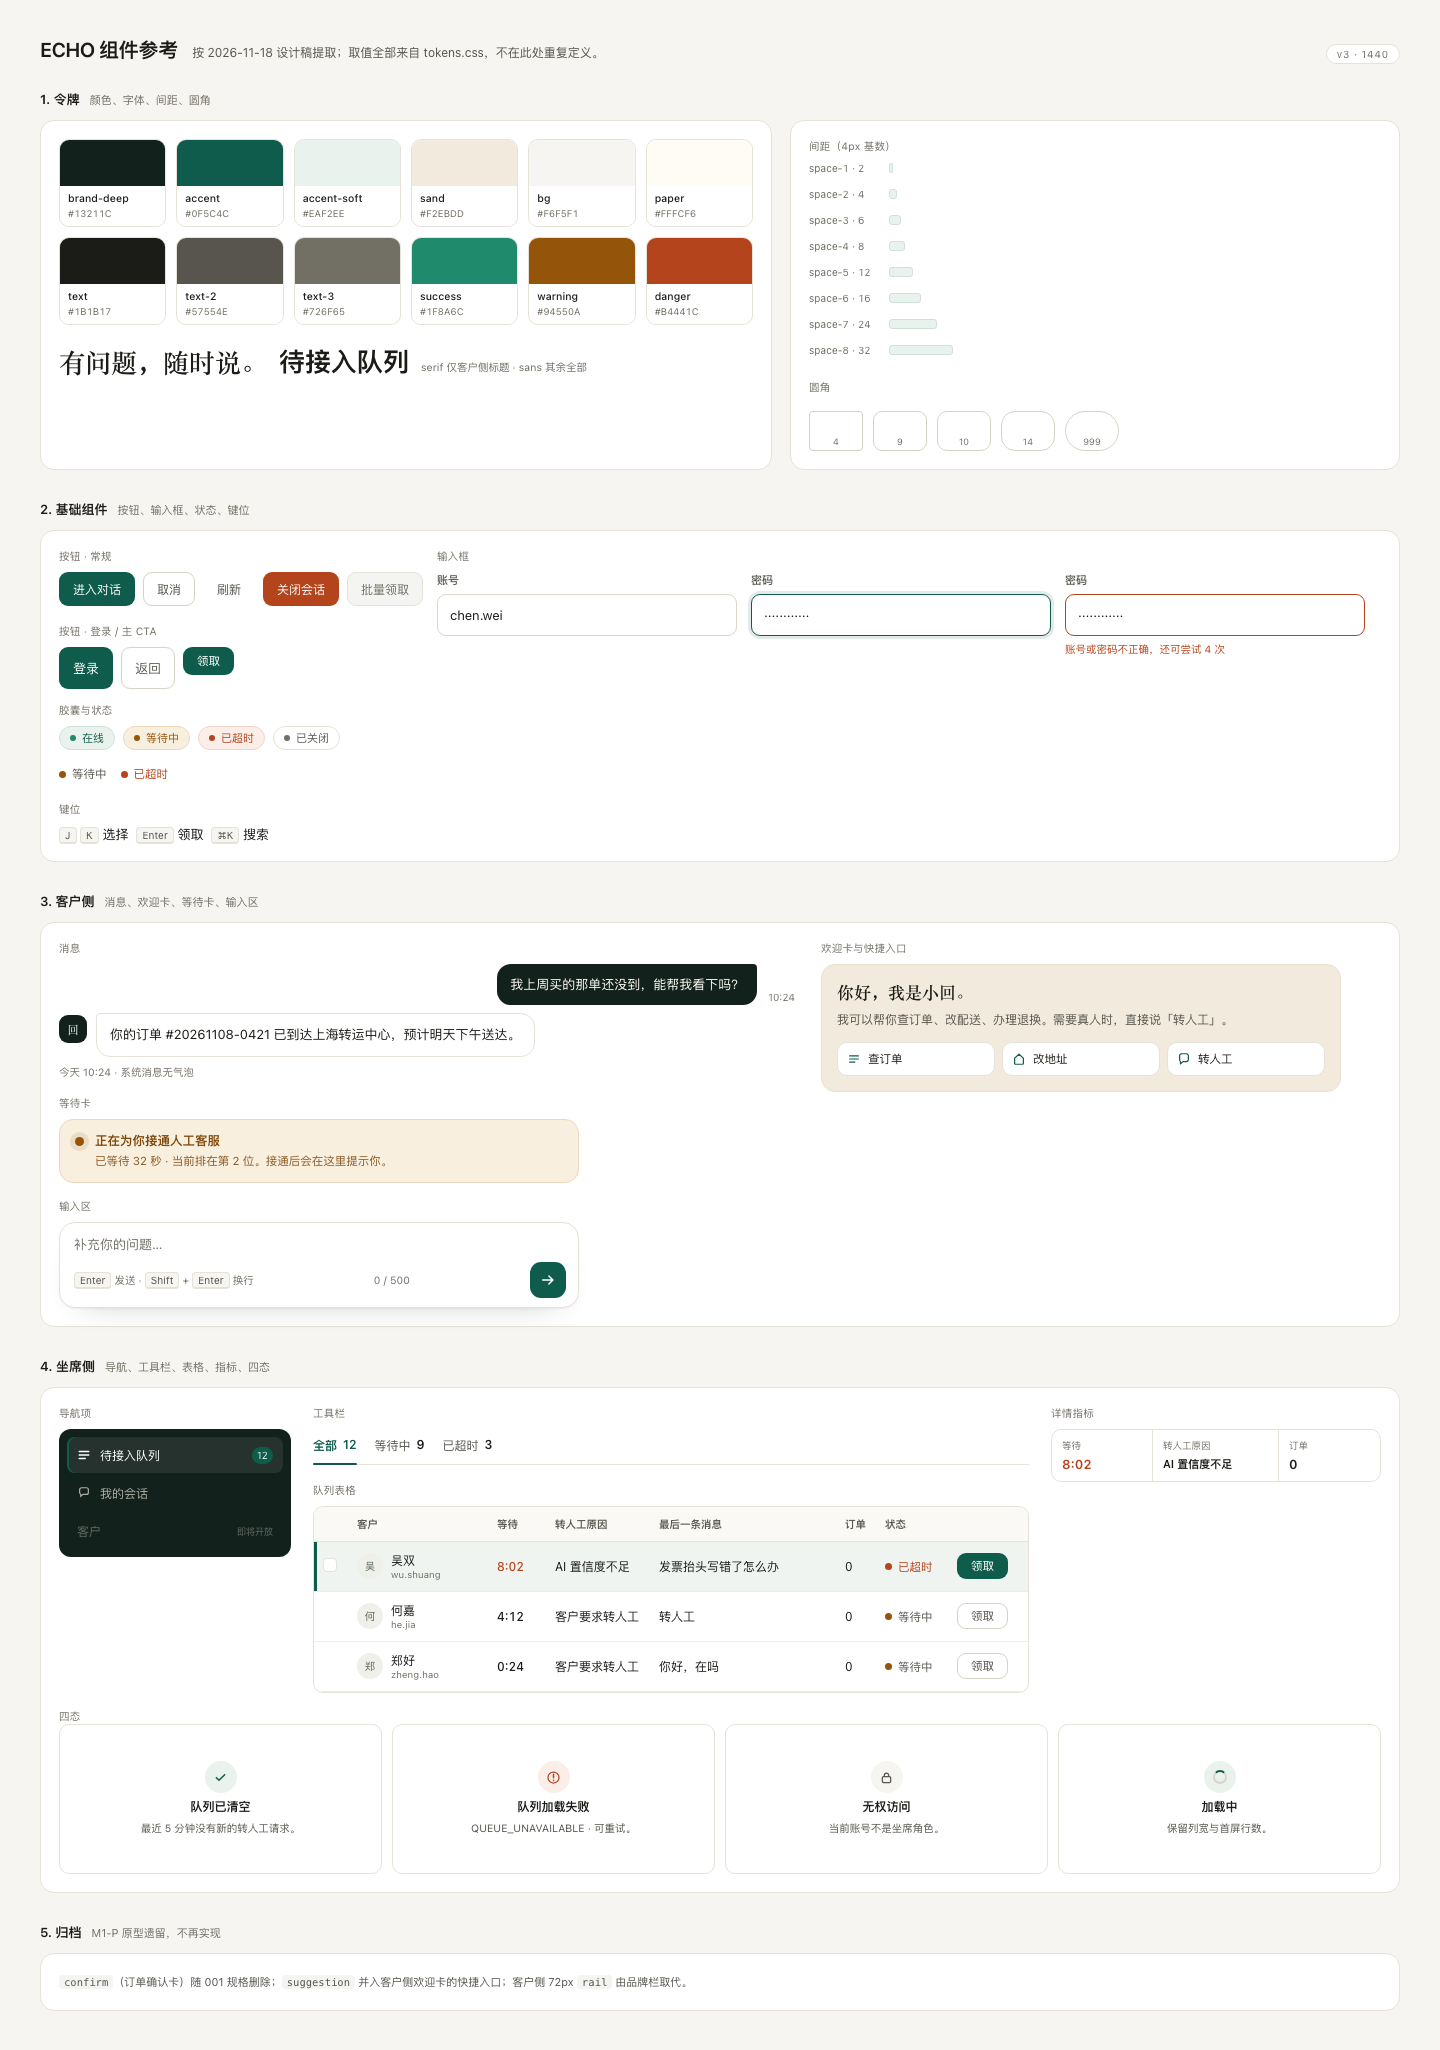 ECHO 组件参考 按 2026-11-18 设计稿提取；取值全部来自 tokens.css，不在此处重复定义。
v3 · 1440
1. 令牌 颜色、字体、间距、圆角
brand-deep
#13211C
accent
#0F5C4C
accent-soft
#EAF2EE
sand
#F2EBDD
bg
#F6F5F1
paper
#FFFCF6
text
#1B1B17
text-2
#57554E
text-3
#726F65
success
#1F8A6C
warning
#94550A
danger
#B4441C
有问题，随时说。 待接入队列 serif 仅客户侧标题 · sans 其余全部
间距（4px 基数）
space-1 · 2
space-2 · 4
space-3 · 6
space-4 · 8
space-5 · 12
space-6 · 16
space-7 · 24
space-8 · 32
圆角
4 9 10 14 999
2. 基础组件 按钮、输入框、状态、键位
按钮 · 常规
进入对话 取消 刷新 关闭会话 批量领取
按钮 · 登录 / 主 CTA
登录 返回 领取
胶囊与状态
在线 等待中 已超时 已关闭
等待中 已超时
键位
J K 选择 Enter 领取 ⌘K 搜索
输入框
账号
chen.wei
密码
············
密码
············
账号或密码不正确，还可尝试 4 次
3. 客户侧 消息、欢迎卡、等待卡、输入区
消息
我上周买的那单还没到，能帮我看下吗？
10:24
回
你的订单 #20261108-0421 已到达上海转运中心，预计明天下午送达。
今天 10:24 · 系统消息无气泡
等待卡
正在为你接通人工客服
已等待 32 秒 · 当前排在第 2 位。接通后会在这里提示你。
输入区
补充你的问题…
Enter 发送 · Shift + Enter 换行
0 / 500
欢迎卡与快捷入口
你好，我是小回。
我可以帮你查订单、改配送、办理退换。需要真人时，直接说「转人工」。
查订单 改地址 转人工
4. 坐席侧 导航、工具栏、表格、指标、四态
导航项
待接入队列 12
我的会话
客户 即将开放
工具栏
全部 12 等待中 9 已超时 3
队列表格
客户 等待 转人工原因 最后一条消息 订单 状态
吴 吴双 8:02 AI 置信度不足 发票抬头写错了怎么办 0 已超时 领取
wu.shuang
何 何嘉 4:12 客户要求转人工 转人工 0 等待中 领取
he.jia
郑 郑好 0:24 客户要求转人工 你好，在吗 0 等待中 领取
zheng.hao
详情指标
等待
8:02
转人工原因
AI 置信度不足
订单
0
四态
队列已清空
最近 5 分钟没有新的转人工请求。
队列加载失败
QUEUE_UNAVAILABLE · 可重试。
无权访问
当前账号不是坐席角色。
加载中
保留列宽与首屏行数。
5. 归档 M1-P 原型遗留，不再实现
confirm （订单确认卡）随 001 规格删除； suggestion 并入客户侧欢迎卡的快捷入口；客户侧 72px rail 由品牌栏取代。